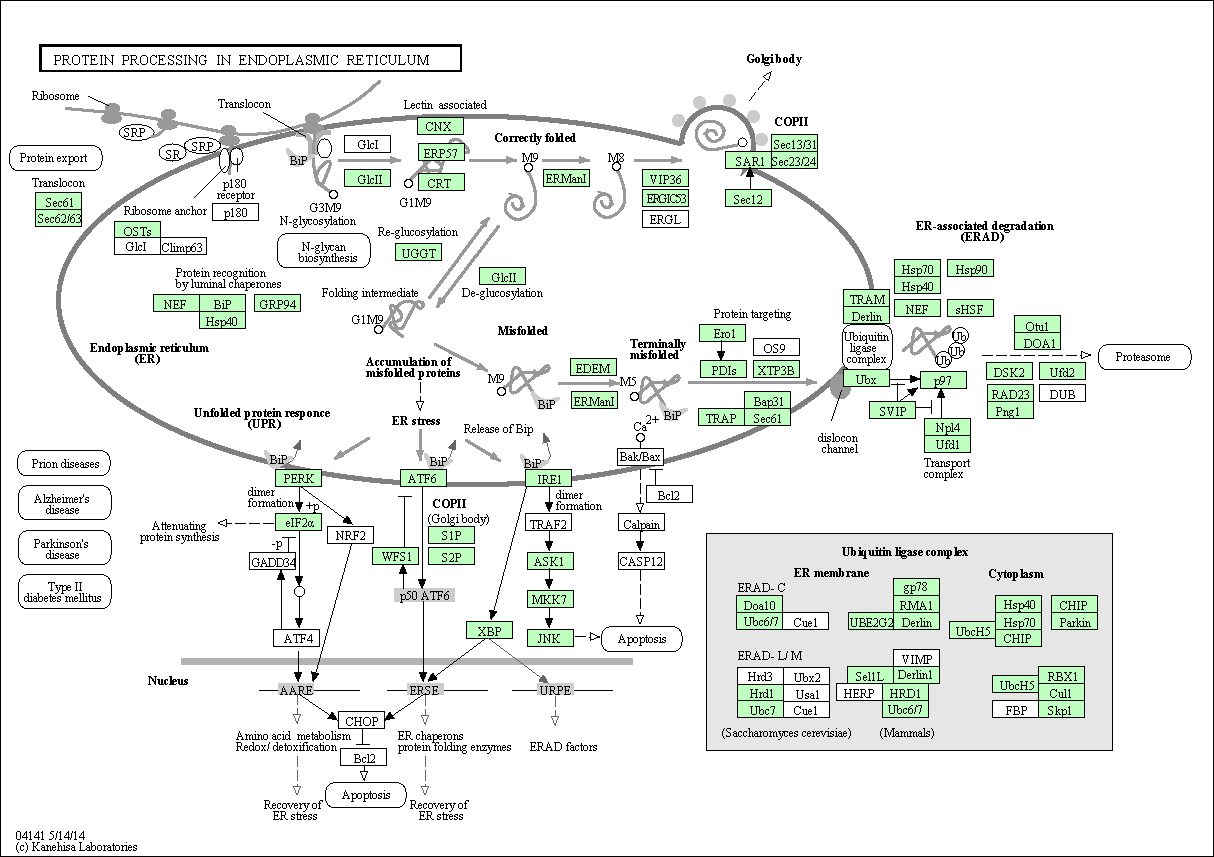 PROTEIN PROCESSING IN ENDOPLASMIC RETICULUM
Golgi body
Ribosome
Translocon
Lectin associated
SRP
SR
SRP
BiP
GlcI
GlcII
CNX
ERP57
CRT
G1M9
Correctly folded
M9
ERManI
M8
VIP36
ERGIC53
ERGL
COPII
Sec13/31
SAR1
Sec23/24
Sec12
Protein export
Translocon
Sec61
Sec62/63
p180
receptor
p180
Ribosome anchor
OSTs
GlcI
Climp63
G3M9
N-glycosylation
N-glycan
biosynthesis
Re-glucosylation
UGGT
GlcII
De-glucosylation
Protein recognition
by luminal chaperones
NEF
BiP
GRP94
Hsp40
Folding intermediate
G1M9
Endoplasmic reticulum
(ER)
Misfolded
Accumulation of
misfolded proteins
M9
BiP
EDEM
ERManI
Terminally
misfolded
M5
BiP
Protein targeting
Ero1
OS9
PDIs
XTP3B
Bap31
TRAP
Sec61
ER-associated degradation
(ERAD)
Hsp70
Hsp90
Hsp40
TRAM
Derlin
NEF
sHSF
Ubiquitin
ligase
complex
Ub
Ub
Ub
Otu1
DOA1
Proteasome
Ubx
p97
DSK2
Ufd2
RAD23
DUB
Png1
SVIP
Npl4
Ufd1
Transport
complex
dislocon
channel
Unfolded protein responce
(UPR)
ER stress
Release of Bip
Ca2+
BiP
BiP
BiP
PERK
ATF6
IRE1
Bak/Bax
Bcl2
Prion diseases
Alzheimer's
disease
Parkinson's
disease
Type II
diabetes mellitus
dimer
formation
+p
eIF2α
Attenuating
protein synthesis
-p
GADD34
NRF2
ATF4
COPII
(Golgi body)
S1P
S2P
WFS1
p50 ATF6
dimer
formation
TRAF2
ASK1
MKK7
JNK
XBP
Calpain
CASP12
Apoptosis
Nucleus
AARE
ERSE
URPE
CHOP
Bcl2
Amino acid metabolism
Redox/ detoxification
ER chaperons
protein folding enzymes
ERAD factors
Recovery of
ER stress
Apoptosis
Recovery of
ER stress
Ubiquitin ligase complex
ER membrane
Cytoplasm
ERAD- C
Doa10
Ubc6/7
Cue1
gp78
RMA1
UBE2G2
Derlin
Hsp40
Hsp70
UbcH5
CHIP
CHIP
Parkin
ERAD- L/ M
Hrd3
Ubx2
Hrd1
Usa1
Ubc7
Cue1
VIMP
Sel1L
Derlin1
HERP
HRD1
Ubc6/7
RBX1
UbcH5
Cul1
FBP
Skp1
(Saccharomyces cerevisiae)
(Mammals)
04141 5/14/14
(c) Kanehisa Laboratories